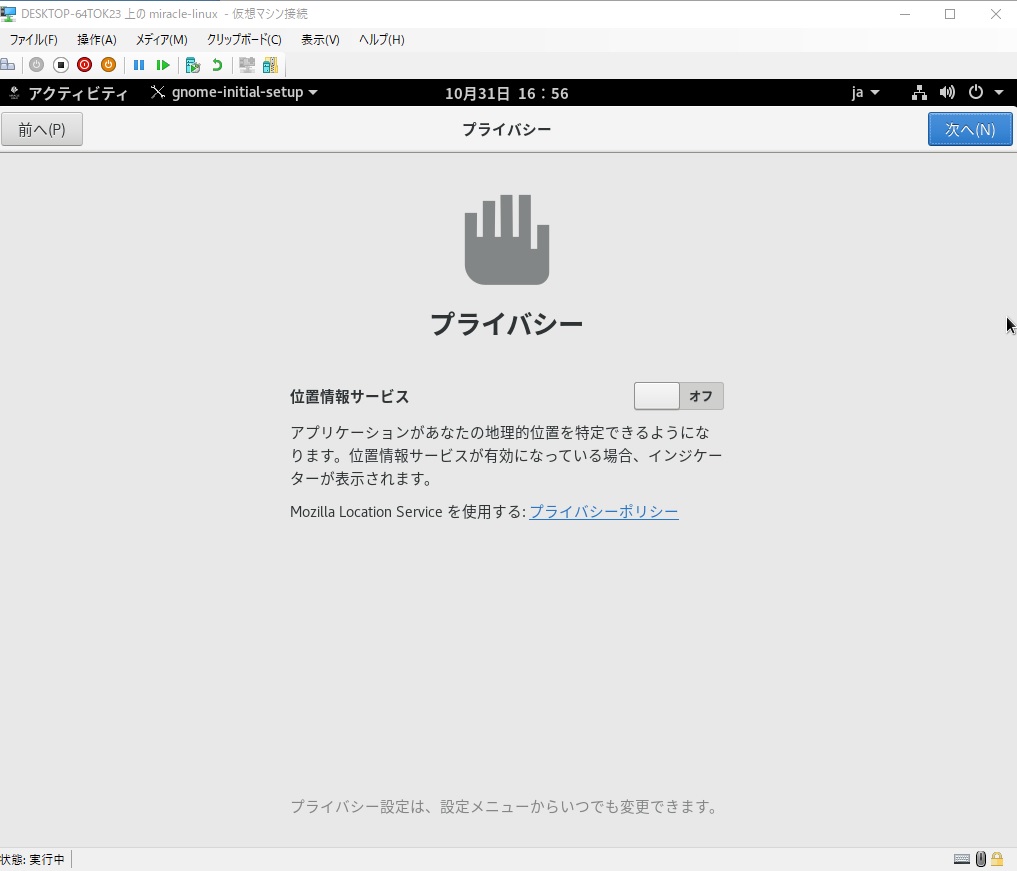 DESKTOP-64TOK23 上の miracle-linux - 仮想マシン接続
ファイル(F) 操作(A) メディア(M) クリップボード(C) 表示(V) ヘルプ(H)
アクティビティ gnome-initial-setup 10月31日 16：56 ja
前へ(P) プライバシー 次へ(N)
プライバシー
位置情報サービス オフ
アプリケーションがあなたの地理的位置を特定できるようにな
ります。位置情報サービスが有効になっている場合、インジケー
ターが表示されます。
Mozilla Location Service を使用する: プライバシーポリシー
プライバシー設定は、設定メニューからいつでも変更できます。
状態: 実行中